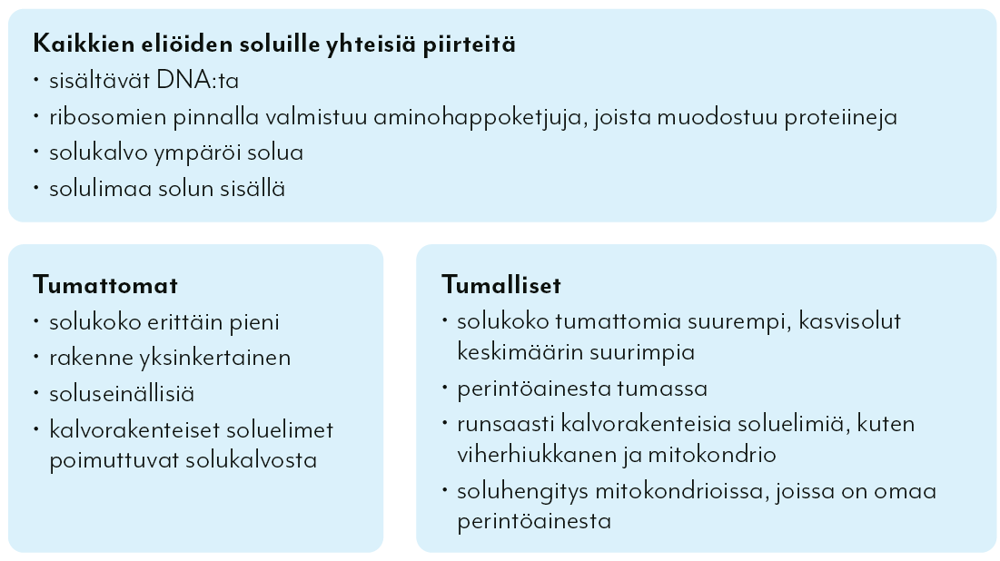 Kaikkien eliöiden soluille yhteisiä piirteitä
• sisältävät DNA:ta
• ribosomien pinnalla valmistuu aminohappoketjuja, joista muodostuu proteiineja
• solukalvo ympäröi solua
• solulimaa solun sisällä
Tumattomat
• solukoko erittäin pieni
• rakenne yksinkertainen
• soluseinällisiä
• kalvorakenteiset soluelimet
poimuttuvat solukalvosta
Tumalliset
• solukoko tumattomia suurempi, kasvisolut
keskimäärin suurimpia
• perintöainesta tumassa
• runsaasti kalvorakenteisia soluelimiä, kuten
viherhiukkanen ja mitokondrio
• soluhengitys mitokondrioissa, joissa on omaa
perintöainesta